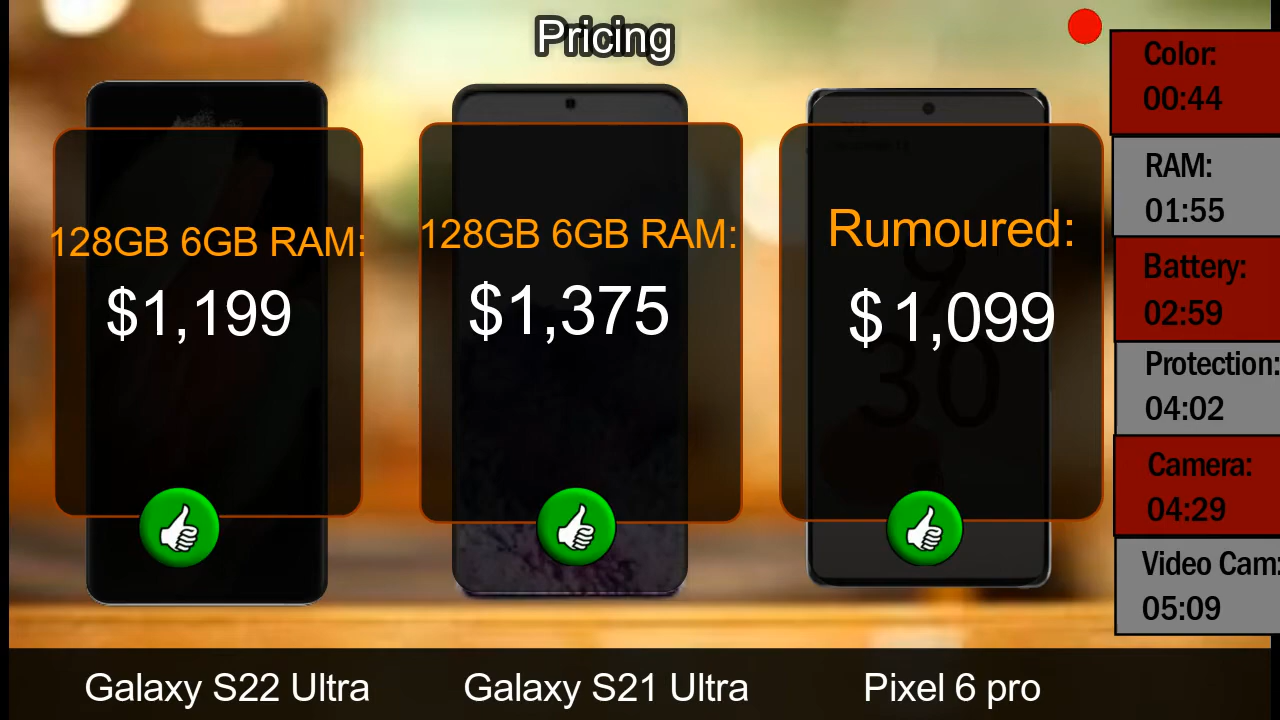 Pricing
128GB 6GB RAM:
$1,199
128GB 6GB RAM:
$1,375
Rumoured:
$1,099
9
30
Galaxy S22 Ultra
Galaxy S21 Ultra
Pixel 6 pro
Color:
00:44
RAM:
01:55
Battery:
02:59
Protection:
04:02
Camera:
04:29
Video Cam:
05:09